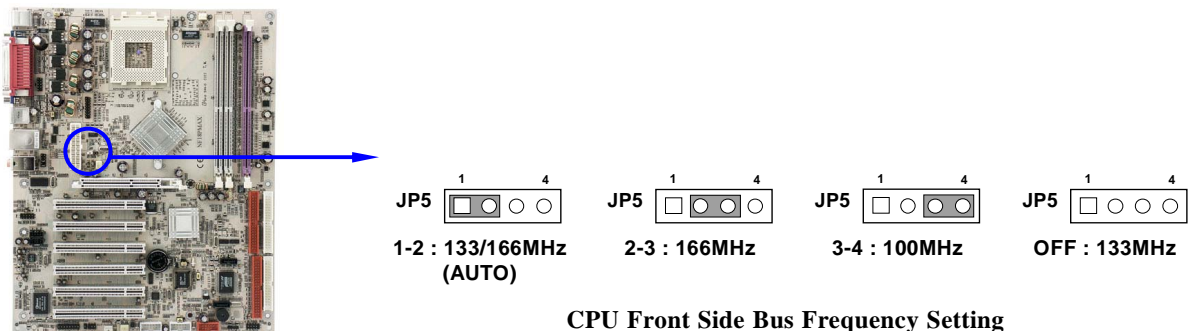 1 4
JP5
1-2 : 133/166MHz
(AUTO)
1 4
JP5
2-3 : 166MHz
1 4
JP5
3-4 : 100MHz
1 4
JP5
OFF : 133MHz
CPU Front Side Bus Frequency Setting